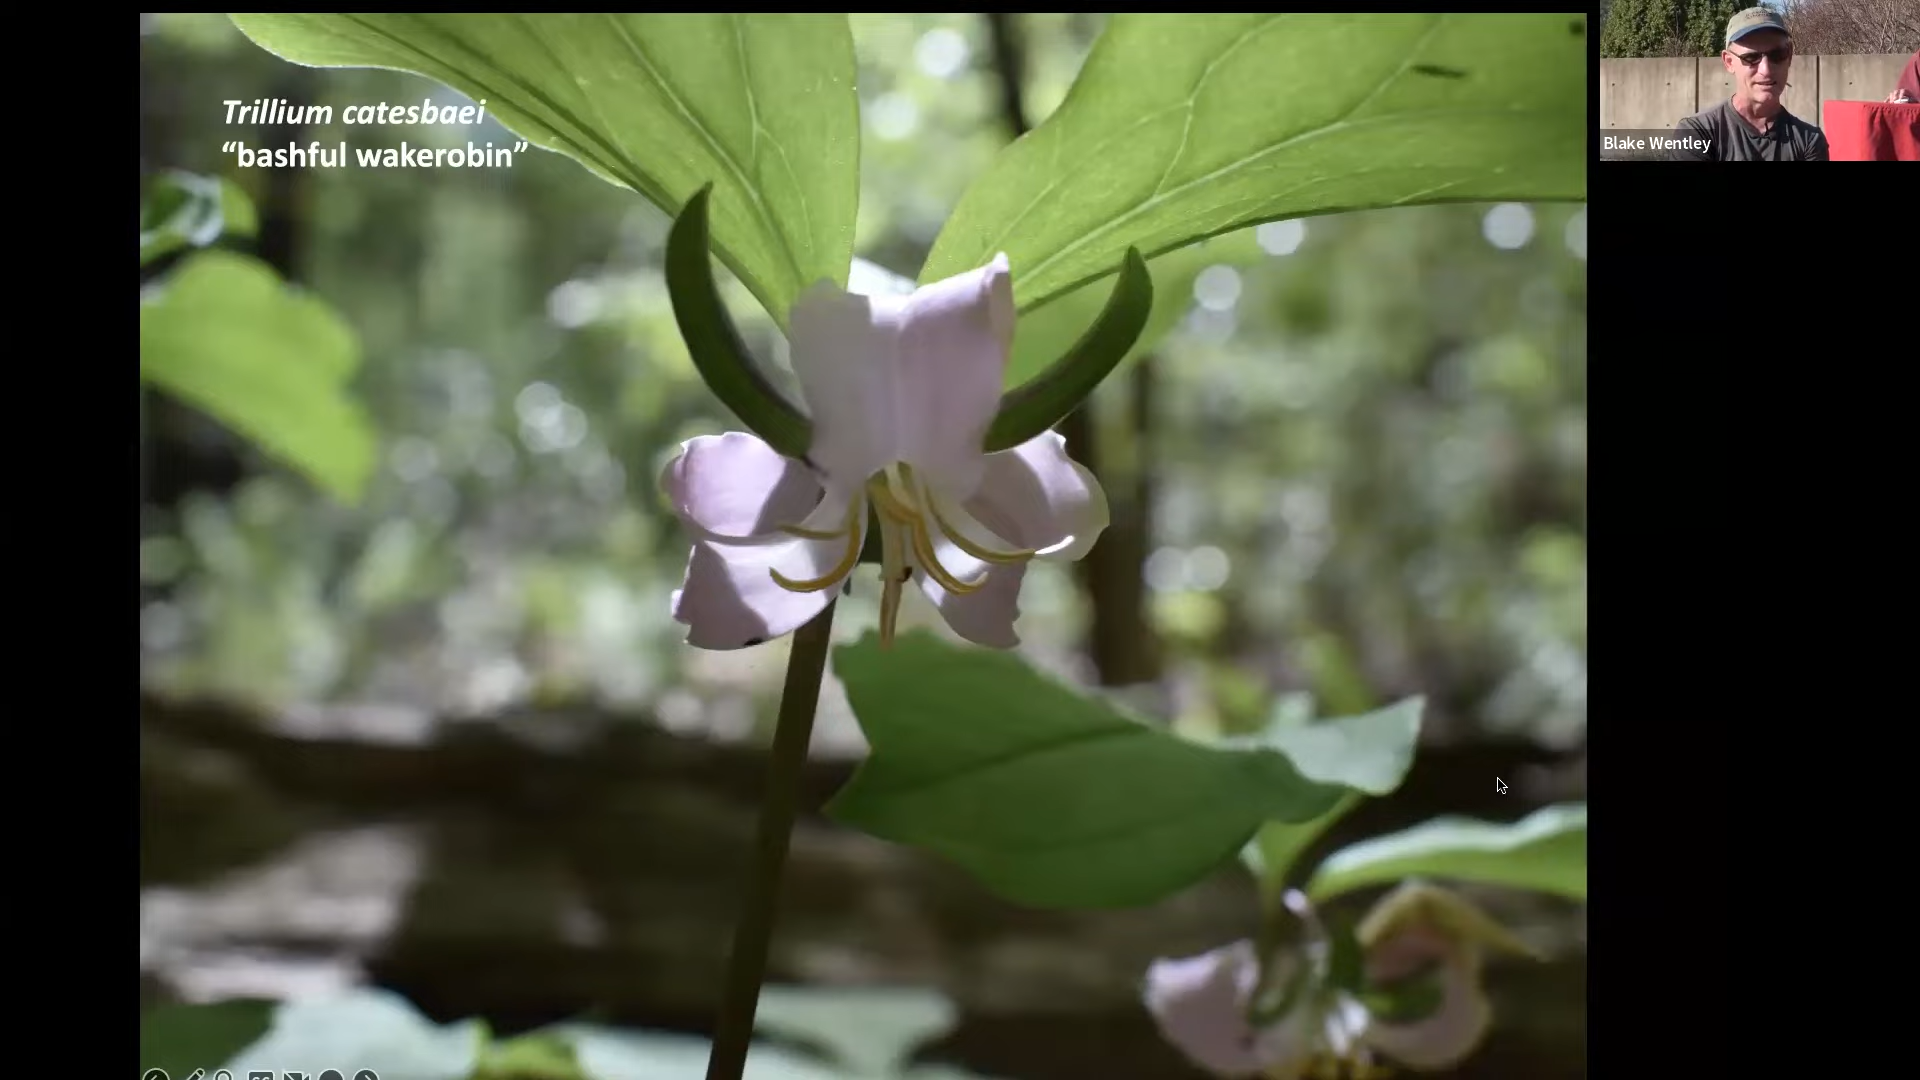 Trillium catesbaei
“bashful wakerobin”
Blake Wentley